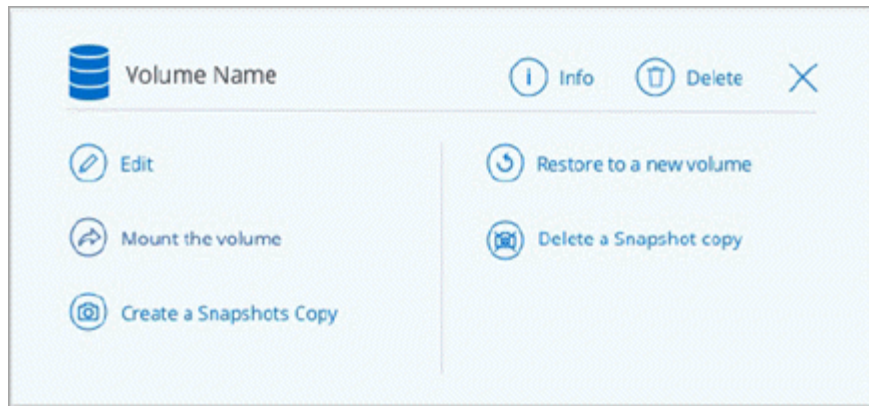 Volume Name
Info
Delete
Edit
Mount the volume
Create a Snapshots Copy
Restore to a new volume
Delete a Snapshot copy